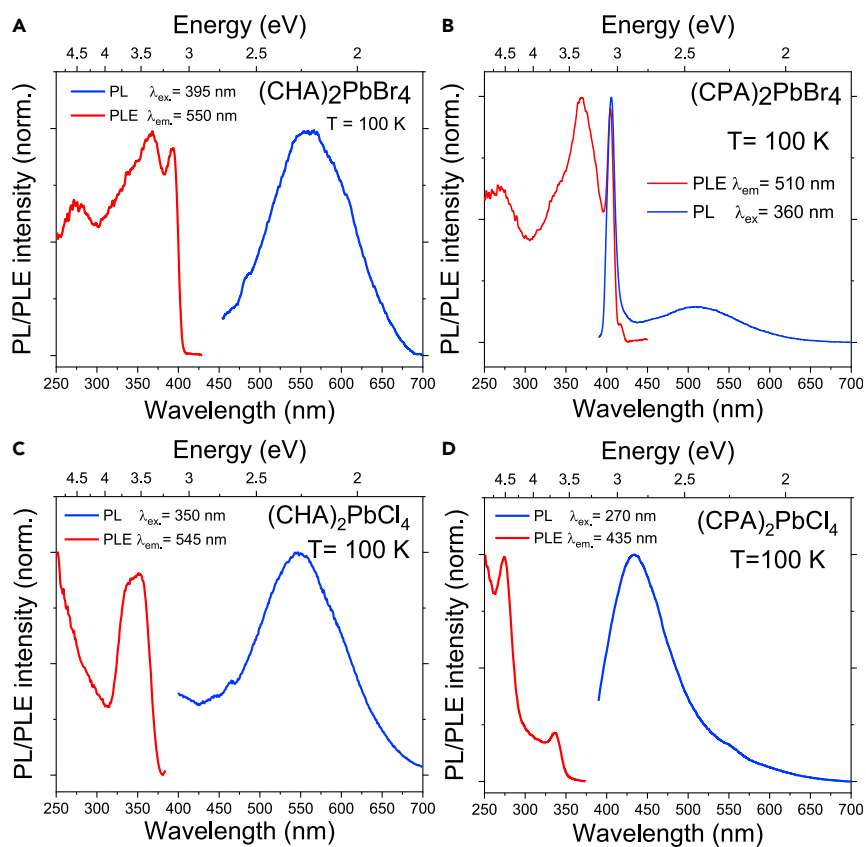 A
Energy (eV)
4.5 4 3.5 3 2.5 2
PL λex. = 395 nm
PLE λem. = 550 nm
(CHA)2PbBr4
T = 100 K
PL/PLE intensity (norm.)
250 300 350 400 450 500 550 600 650 700
Wavelength (nm)
B
Energy (eV)
4.5 4 3.5 3 2.5 2
(CPA)2PbBr4
T = 100 K
PLE λem = 510 nm
PL λex = 360 nm
PL/PLE intensity (norm.)
250 300 350 400 450 500 550 600 650 700
Wavelength (nm)
C
Energy (eV)
4.5 4 3.5 3 2.5 2
PL λex. = 350 nm
PLE λem. = 545 nm
(CHA)2PbCl4
T= 100 K
PL/PLE intensity (norm.)
250 300 350 400 450 500 550 600 650 700
Wavelength (nm)
D
Energy (eV)
4.5 4 3.5 3 2.5 2
PL λex. = 270 nm
PLE λem. = 435 nm
(CPA)2PbCl4
T=100 K
PL/PLE intensity (norm.)
250 300 350 400 450 500 550 600 650 700
Wavelength (nm)